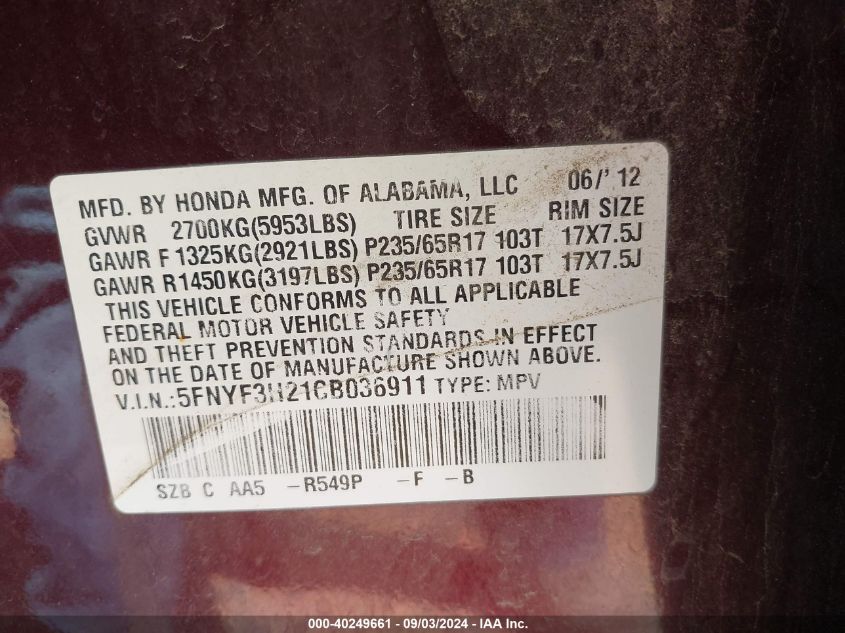 MFD. BY HONDA MFG. OF ALABAMA, LLC 06/'12
GVWR 2700KG(5953LBS) TIRE SIZE RIM SIZE
GAWR F 1325KG(2921LBS) P235/65R17 103T 17X7.5J
GAWR R1450KG(3197LBS) P235/65R17 103T 17X7.5J
THIS VEHICLE CONFORMS TO ALL APPLICABLE
FEDERAL MOTOR VEHICLE SAFETY
AND THEFT PREVENTION STANDARDS IN EFFECT
ON THE DATE OF MANUFACTURE SHOWN ABOVE.
V.I.N.:5FNYF3H21CB036911 TYPE: MPV
SZB C AA5 -R549P -F -B
000-40249661 - 09/03/2024 - IAA Inc.